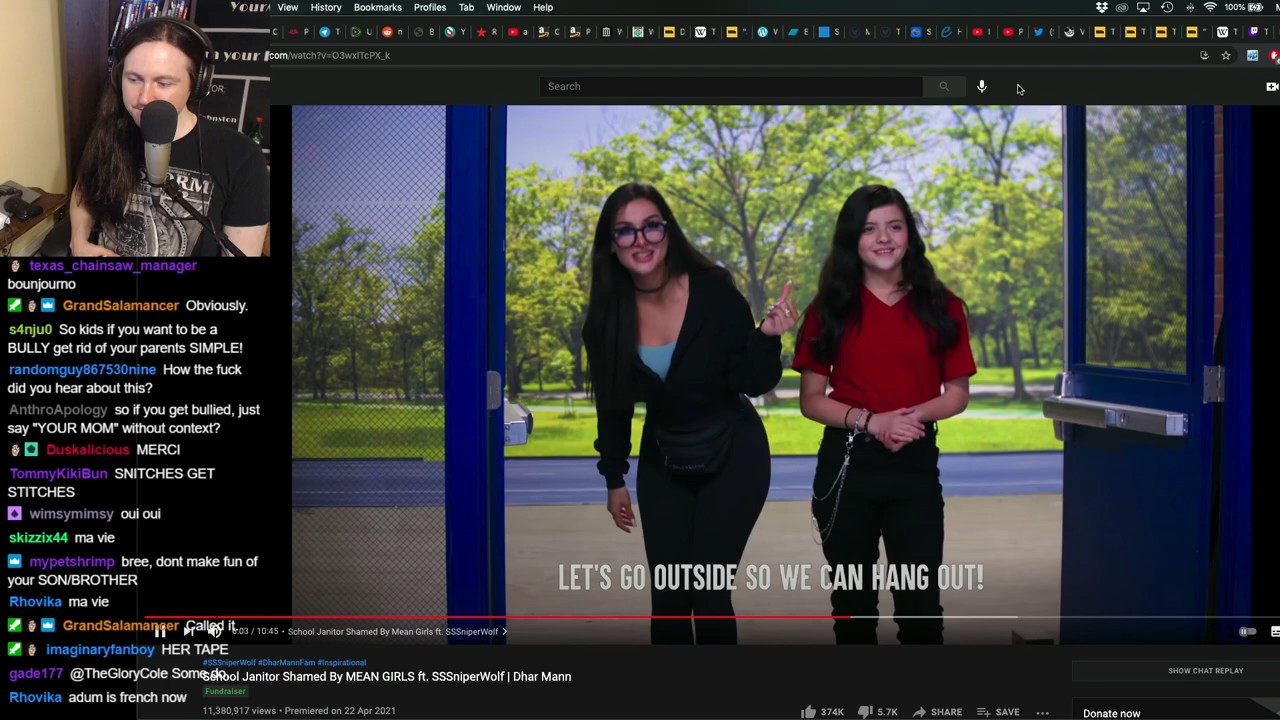 View History Bookmarks Profiles Tab Window Help
100%
com/watch?v=O3wxlTcPX_k
Search
texas_chainsaw_manager
bounjourno
GrandSalamancer Obviously.
s4nju0 So kids if you want to be a
BULLY get rid of your parents SIMPLE!
randomguy867530nine How the fuck
did you hear about this?
AnthroApology so if you get bullied, just
say "YOUR MOM" without context?
Duskalicious MERCI
TommyKikiBun SNITCHES GET
STITCHES
wimsymimsy oui oui
skizzix44 ma vie
mypetshrimp bree, dont make fun of
your SON/BROTHER
Rhovika ma vie
GrandSalamancer Called it.
imaginaryfanboy HER TAPE
gade177 @TheGloryCole Some do
Rhovika adum is french now
LET'S GO OUTSIDE SO WE CAN HANG OUT!
6:03 / 10:45 • School Janitor Shamed By Mean Girls ft. SSSniperWolf
#SSSniperWolf #DharMannFam #Inspirational
School Janitor Shamed By MEAN GIRLS ft. SSSniperWolf | Dhar Mann
Fundraiser
11,380,917 views • Premiered on 22 Apr 2021
374K 5.7K SHARE SAVE
SHOW CHAT REPLAY
Donate now